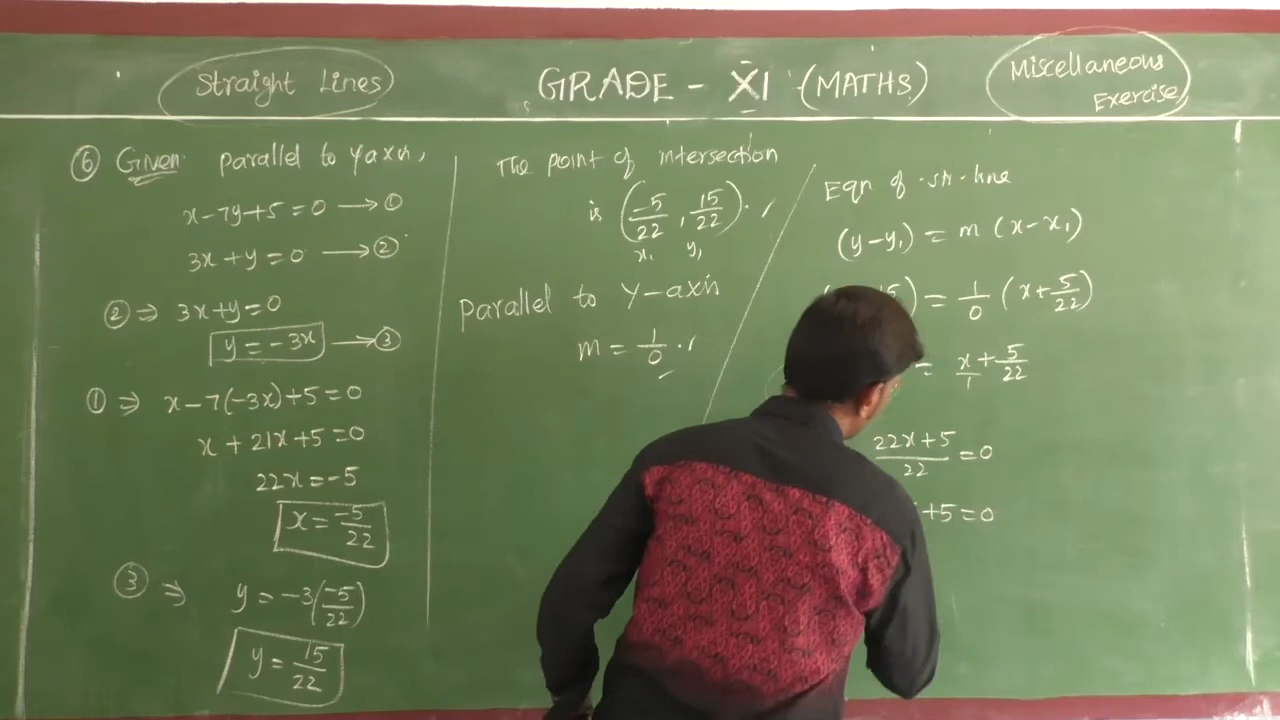 Straight Lines
GRADE - XI (MATHS)
Miscellaneous
Exercise
⑥ Given parallel to y axis,
x-7y+5=0 → ①
3x+y=0 → ②
② ⇒ 3x+y=0
y=-3x → ③
① ⇒ x-7(-3x)+5=0
x+21x+5=0
22x=-5
x=-5/22
③ ⇒ y=-3(-5/22)
y=15/22
The point of intersection
is (-5/22, 15/22).
x₁ y₁
Parallel to Y-axis
m=1/0.
Eqn of st. line
(y-y₁)=m(x-x₁)
)=1/0(x+5/22)
=x/1+5/22
22x+5/22=0
+5=0